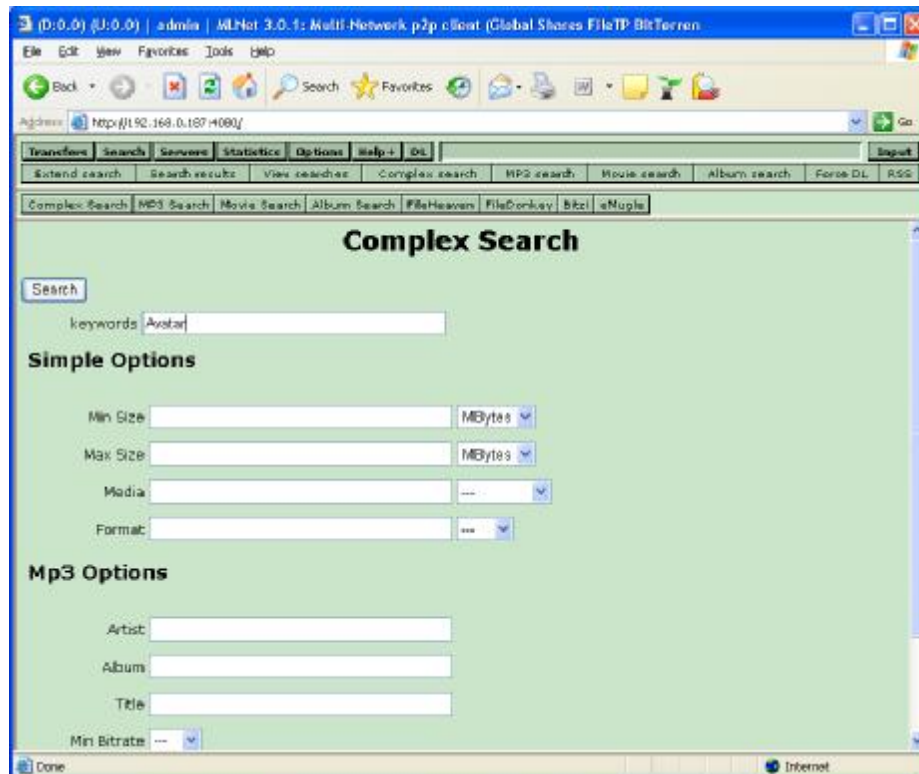 (D:0.0) (U:0.0) | admin | MLNet 3.0.1: Multi-Network p2p client (Global Shares FileTP BitTorren
File Edit View Favorites Tools Help
Back Search Favorites
Address http://192.168.0.187:4080/ Go
Transfers Search Servers Statistics Options Help+ DL Input
Extend search Search results View searches Complex search MP3 search Movie search Album search Force DL RSS
Complex Search MP3 Search Movie Search Album Search FileHeaven FileDonkey Bitzi eNugle
Complex Search
Search
keywords Avatar
Simple Options
Min Size MBytes
Max Size MBytes
Media ---
Format ---
Mp3 Options
Artist
Album
Title
Min Bitrate ---
Done Internet